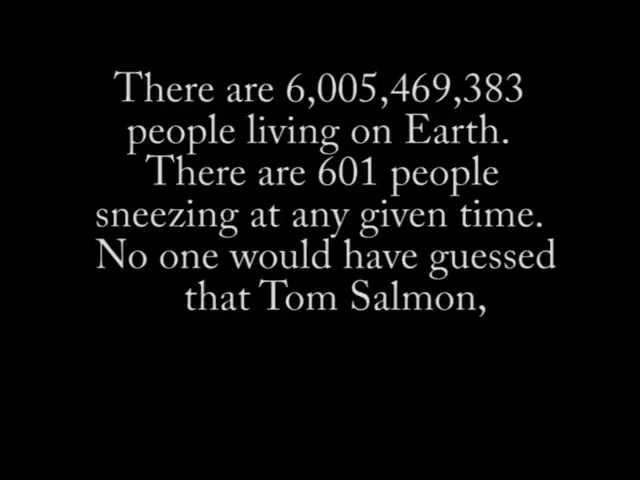 There are 6,005,469,383
people living on Earth.
There are 601 people
sneezing at any given time.
No one would have guessed
that Tom Salmon,